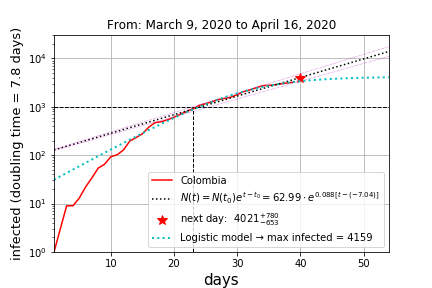 From: March 9, 2020 to April 16, 2020
infected (doubling time = 7.8 days)
10⁴
10³
10²
10¹
10⁰
Colombia
N(t) = N(t₀)e^{t − t₀} = 62.99 · e^{0.088[t − (−7.04)]}
next day: 4021^{+780}_{−653}
Logistic model → max infected = 4159
10 20 30 40 50
days